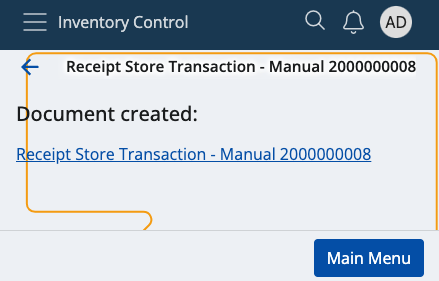 Inventory Control
AD
Receipt Store Transaction - Manual 2000000008
Document created:
Receipt Store Transaction - Manual 2000000008
Main Menu